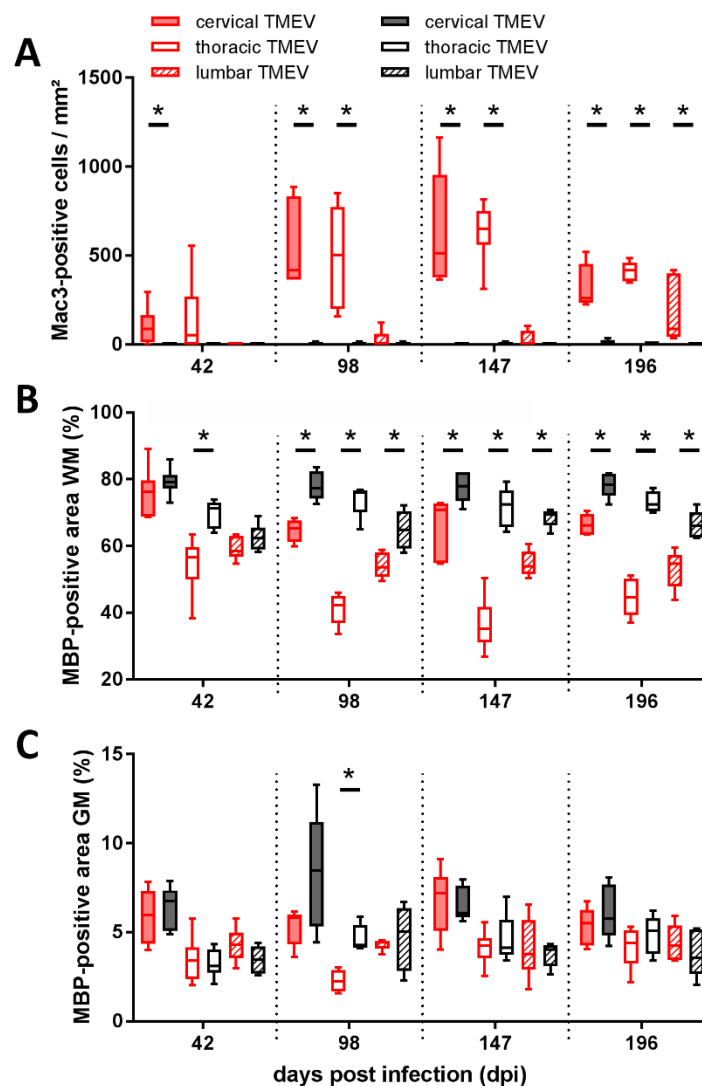 cervical TMEV cervical TMEV
thoracic TMEV thoracic TMEV
lumbar TMEV lumbar TMEV
A
Mac3-positive cells / mm²
1500
1000
500
0
* * * * * * * *
42 98 147 196
B
MBP-positive area WM (%)
100
80
60
40
20
* * * * * * * * * *
42 98 147 196
C
MBP-positive area GM (%)
15
10
5
0
*
42 98 147 196
days post infection (dpi)